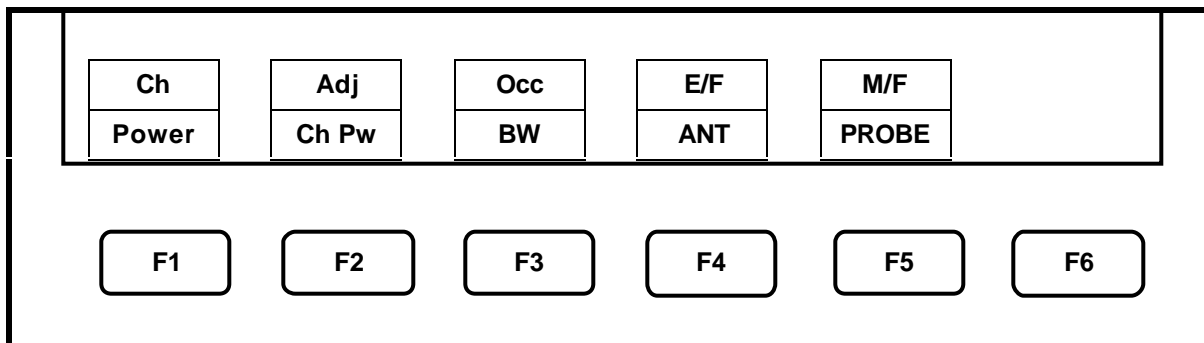 Ch Adj Occ E/F M/F
Power Ch Pw BW ANT PROBE
F1 F2 F3 F4 F5 F6